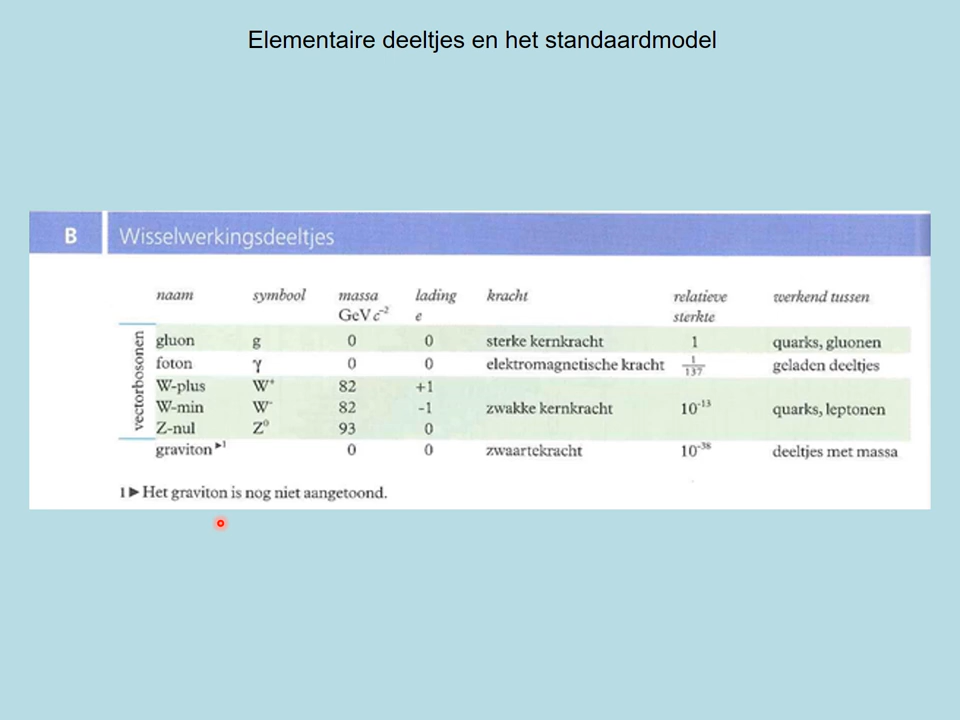 Elementaire deeltjes en het standaardmodel
B Wisselwerkingsdeeltjes
naam symbool massa lading kracht relatieve werkend tussen
GeV c⁻² e sterkte
vectorbosonen
gluon g 0 0 sterke kernkracht 1 quarks, gluonen
foton γ 0 0 elektromagnetische kracht 1/137 geladen deeltjes
W-plus W⁺ 82 +1
W-min W⁻ 82 -1 zwakke kernkracht 10⁻¹³ quarks, leptonen
Z-nul Z⁰ 93 0
graviton ▶¹ 0 0 zwaartekracht 10⁻³⁸ deeltjes met massa
1 ▶ Het graviton is nog niet aangetoond.